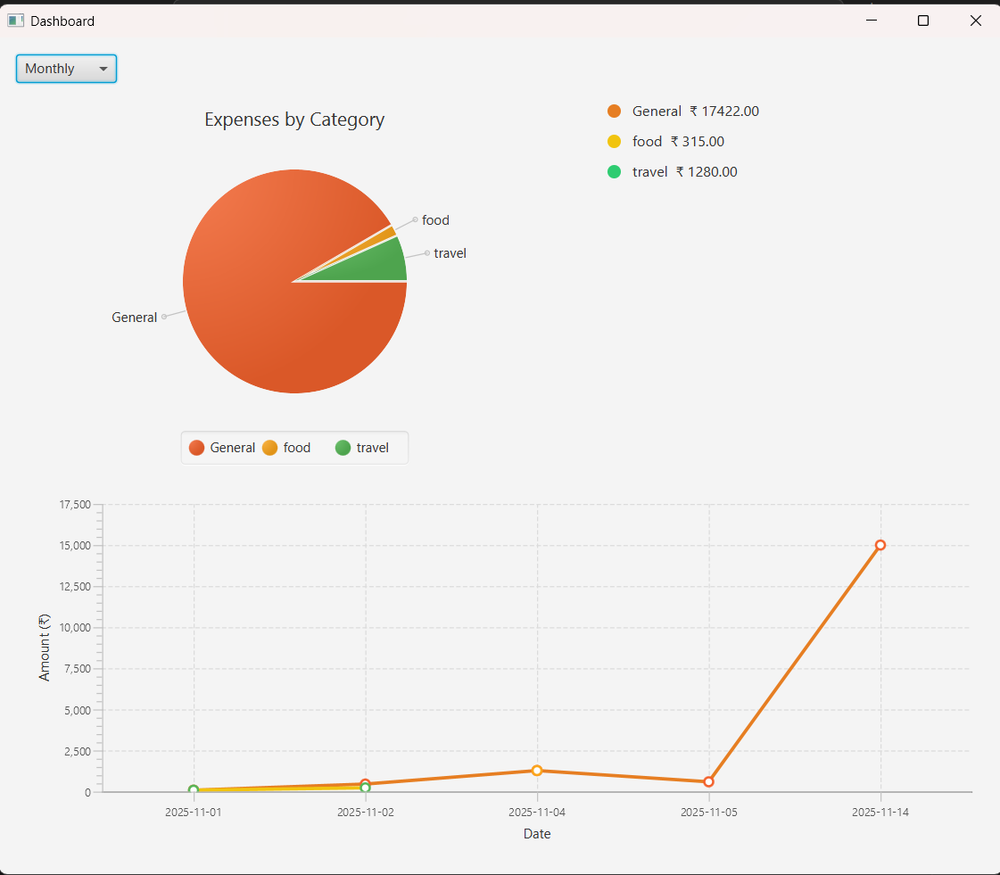 Dashboard
Monthly
Expenses by Category
General ₹ 17422.00
food ₹ 315.00
travel ₹ 1280.00
food
travel
General
General food travel
17,500
15,000
12,500
10,000
7,500
5,000
2,500
0
Amount (₹)
2025-11-01 2025-11-02 2025-11-04 2025-11-05 2025-11-14
Date